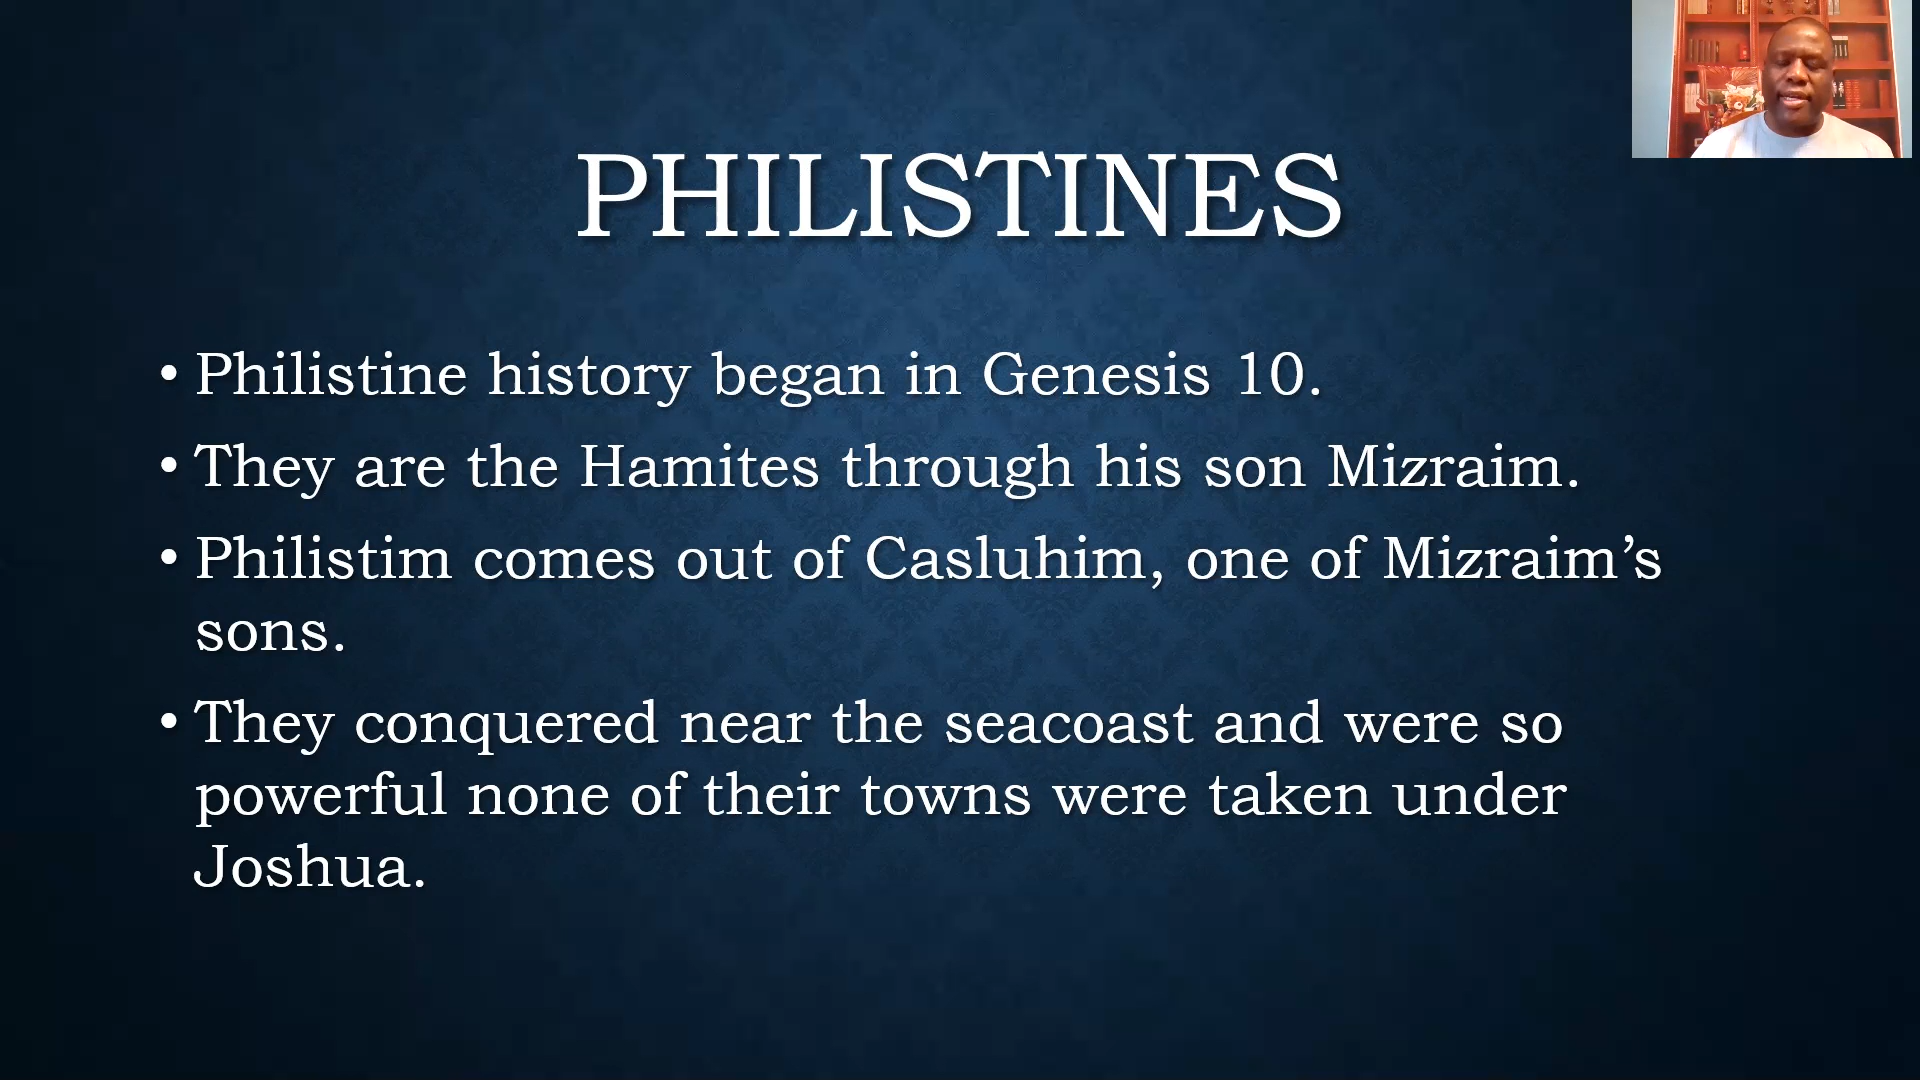 PHILISTINES
• Philistine history began in Genesis 10.
• They are the Hamites through his son Mizraim.
• Philistim comes out of Casluhim, one of Mizraim’s
sons.
• They conquered near the seacoast and were so
powerful none of their towns were taken under
Joshua.